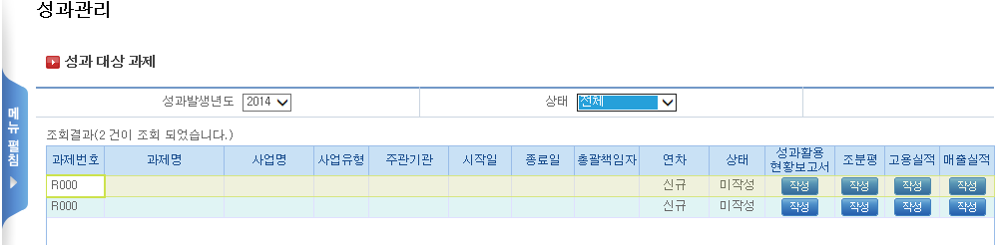 성과관리
성과 대상 과제
메뉴 펼침
성과발생년도 2014 상태 전체
조회결과(2 건이 조회 되었습니다.)
과제번호 과제명 사업명 사업유형 주관기관 시작일 종료일 총괄책임자 연차 상태 성과활용 현황보고서 조분평 고용실적 매출실적
R000 신규 미작성 작성 작성 작성 작성
R000 신규 미작성 작성 작성 작성 작성